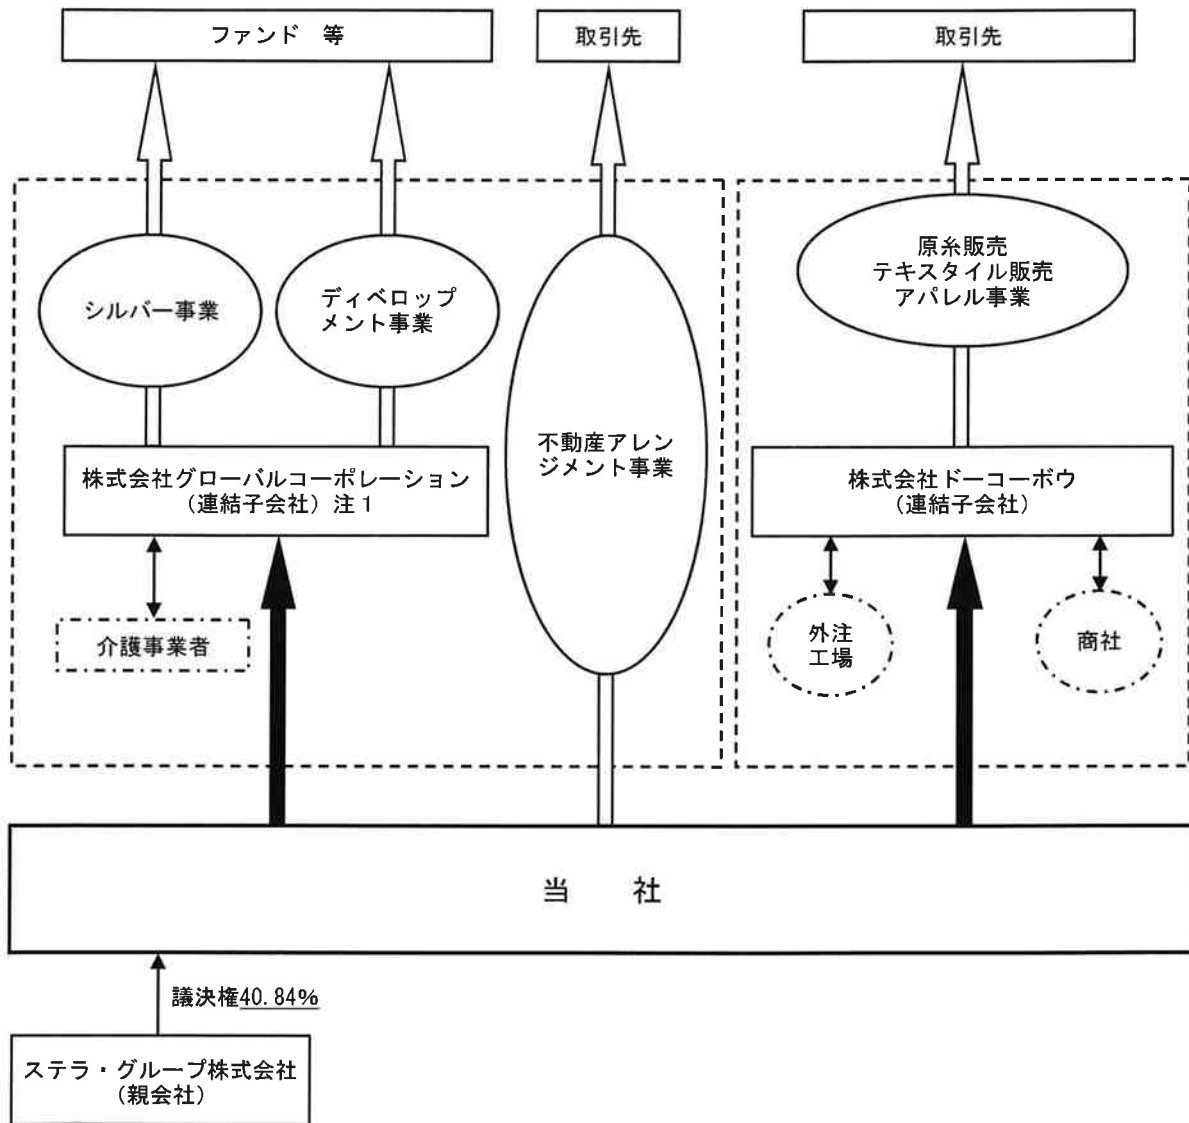 ファンド 等
取引先
取引先
シルバー事業
ディベロップ
メント事業
不動産アレン
ジメント事業
原糸販売
テキスタイル販売
アパレル事業
株式会社グローバルコーポレーション
(連結子会社)注1
株式会社ドーコーボウ
(連結子会社)
介護事業者
外注
工場
商社
当 社
議決権40.84%
ステラ・グループ株式会社
(親会社)